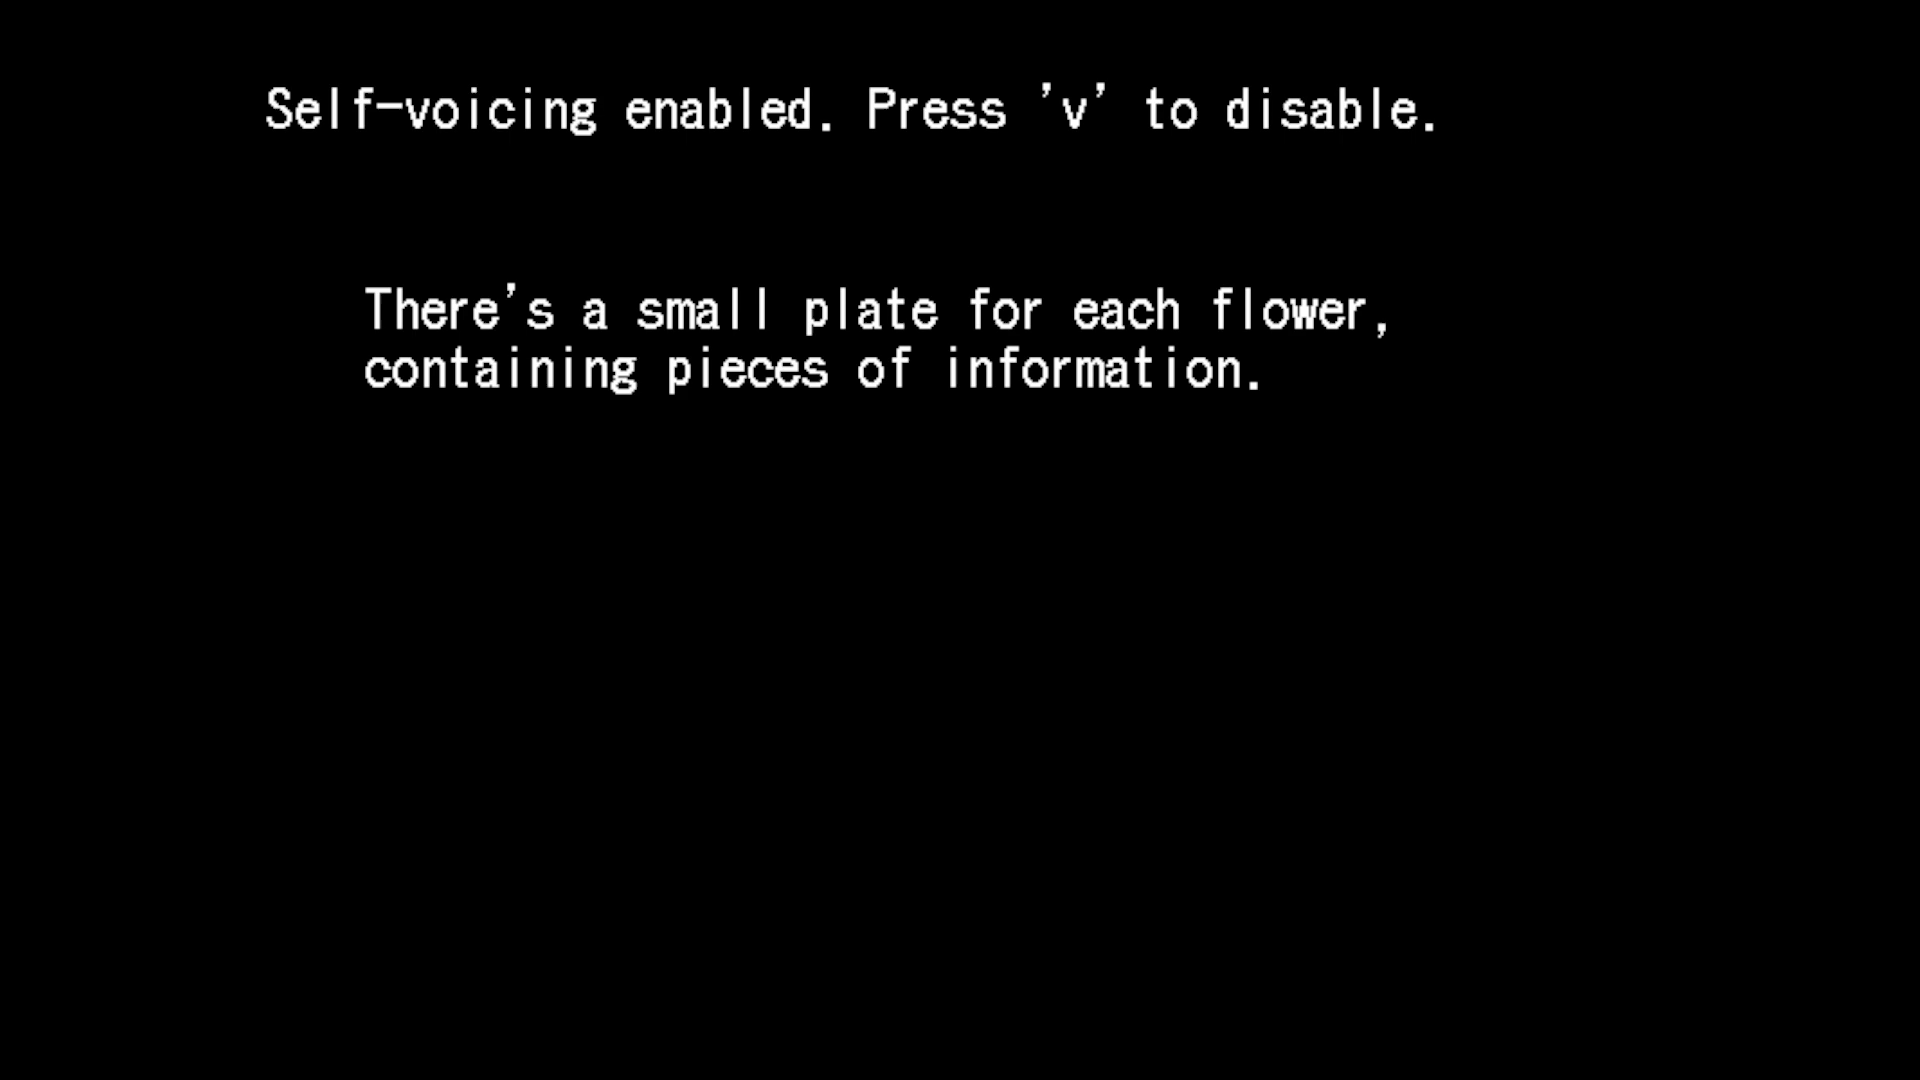 Self-voicing enabled. Press 'v' to disable.
There's a small plate for each flower,
containing pieces of information.